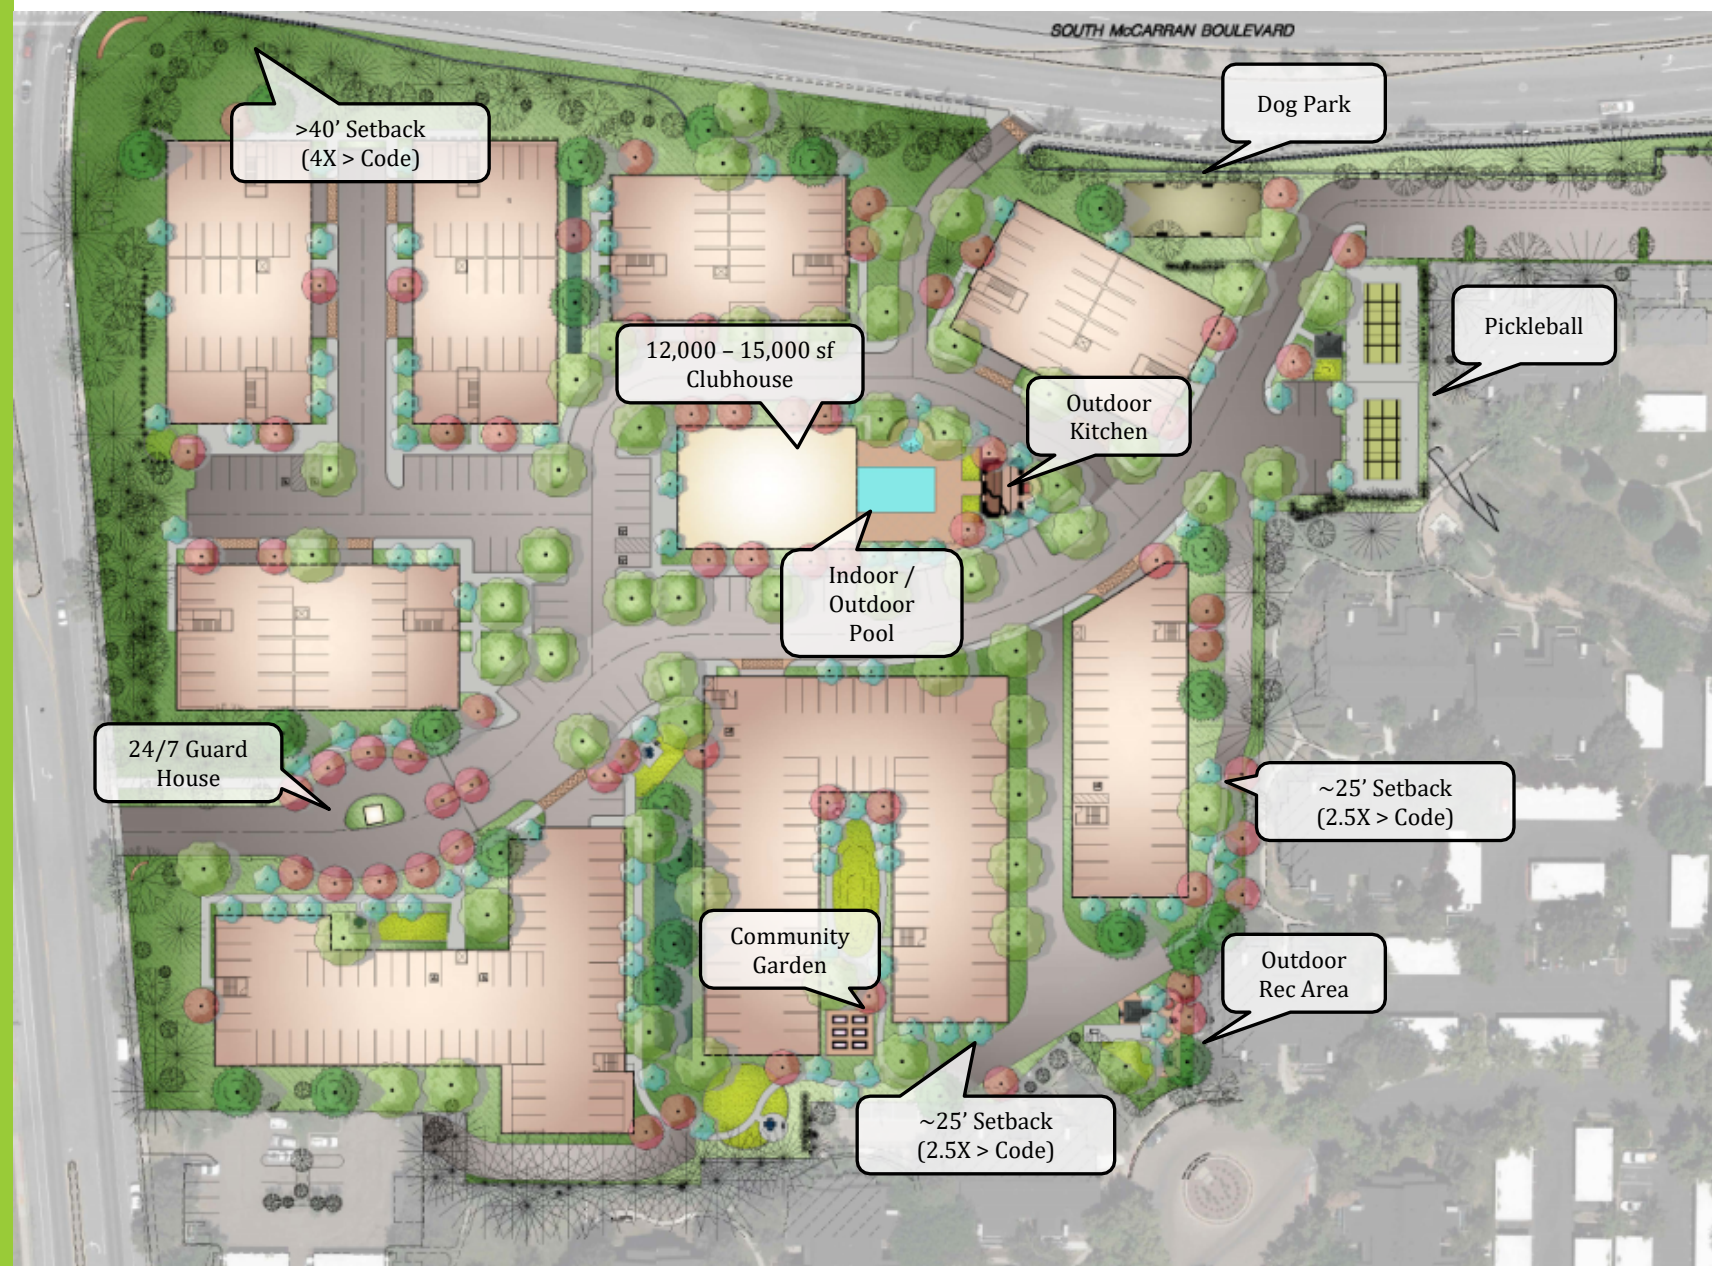 SOUTH McCARRAN BOULEVARD
Dog Park
>40’ Setback
(4X > Code)
Pickleball
12,000 – 15,000 sf
Clubhouse
Outdoor
Kitchen
Indoor /
Outdoor
Pool
24/7 Guard
House
~25’ Setback
(2.5X > Code)
Community
Garden
Outdoor
Rec Area
~25’ Setback
(2.5X > Code)